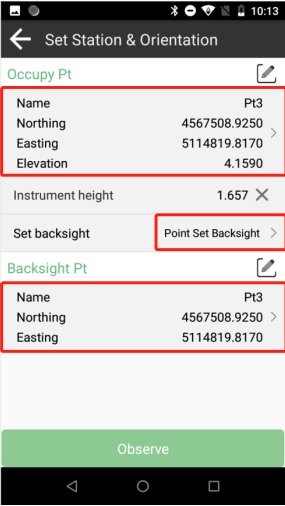 10:13
Set Station & Orientation
Occupy Pt
Name Pt3
Northing 4567508.9250
Easting 5114819.8170
Elevation 4.1590
Instrument height 1.657
Set backsight Point Set Backsight
Backsight Pt
Name Pt3
Northing 4567508.9250
Easting 5114819.8170
Observe